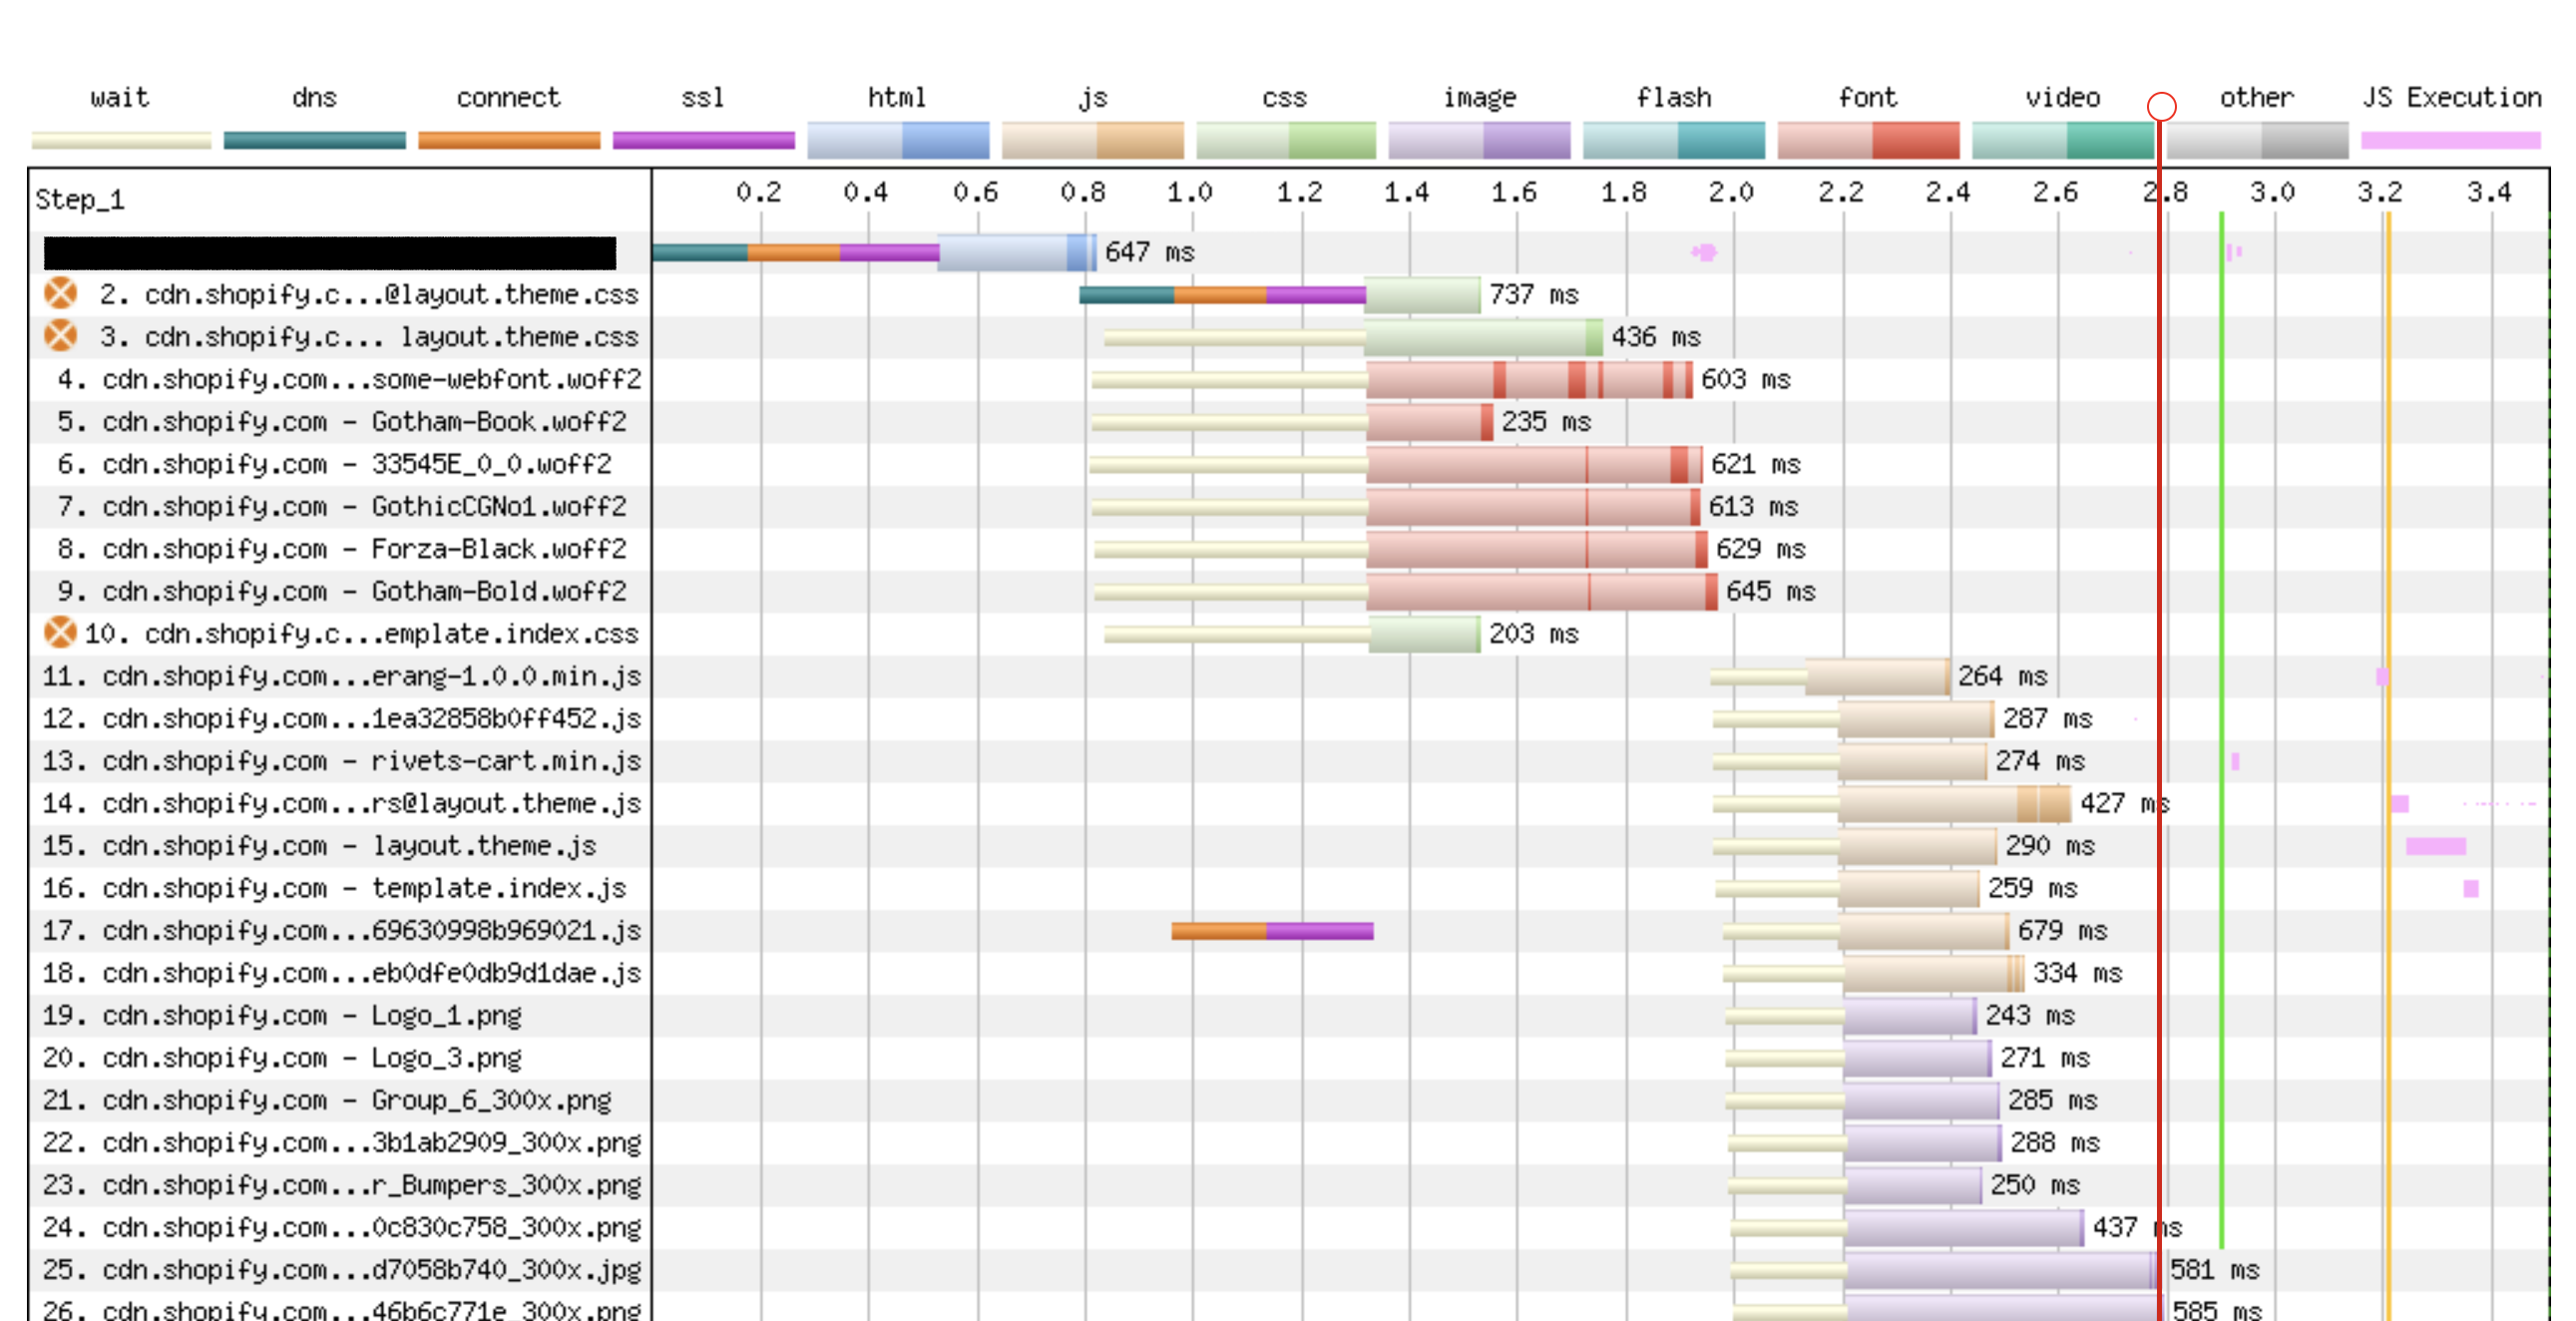 wait dns connect ssl html js css image flash font video other JS Execution
Step_1 0.2 0.4 0.6 0.8 1.0 1.2 1.4 1.6 1.8 2.0 2.2 2.4 2.6 2.8 3.0 3.2 3.4
647 ms
2. cdn.shopify.c...@layout.theme.css 737 ms
3. cdn.shopify.c... layout.theme.css 436 ms
4. cdn.shopify.com...some-webfont.woff2 603 ms
5. cdn.shopify.com - Gotham-Book.woff2 235 ms
6. cdn.shopify.com - 33545E_0_0.woff2 621 ms
7. cdn.shopify.com - GothicCGNo1.woff2 613 ms
8. cdn.shopify.com - Forza-Black.woff2 629 ms
9. cdn.shopify.com - Gotham-Bold.woff2 645 ms
10. cdn.shopify.c...emplate.index.css 203 ms
11. cdn.shopify.com...erang-1.0.0.min.js 264 ms
12. cdn.shopify.com...1ea32858b0ff452.js 287 ms
13. cdn.shopify.com - rivets-cart.min.js 274 ms
14. cdn.shopify.com...rs@layout.theme.js 427 ms
15. cdn.shopify.com - layout.theme.js 290 ms
16. cdn.shopify.com - template.index.js 259 ms
17. cdn.shopify.com...69630998b969021.js 679 ms
18. cdn.shopify.com...eb0dfe0db9d1dae.js 334 ms
19. cdn.shopify.com - Logo_1.png 243 ms
20. cdn.shopify.com - Logo_3.png 271 ms
21. cdn.shopify.com - Group_6_300x.png 285 ms
22. cdn.shopify.com...3b1ab2909_300x.png 288 ms
23. cdn.shopify.com...r_Bumpers_300x.png 250 ms
24. cdn.shopify.com...0c830c758_300x.png 437 ms
25. cdn.shopify.com...d7058b740_300x.jpg 581 ms
26. cdn.shopify.com...46b6c771e_300x.png 585 ms